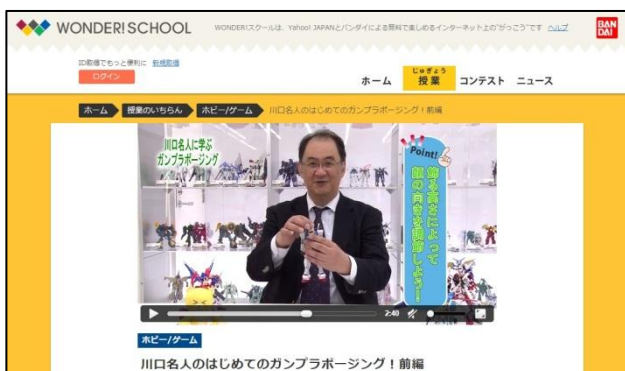 WONDER! SCHOOL
WONDER!スクールは、Yahoo! JAPANとバンダイによる無料で楽しめるインターネット上の“がっこう”です ヘルプ
BAN
DAI
ID取得でもっと便利に 新規取得
ログイン
じゅぎょう
ホーム 授業 コンテスト ニュース
ホーム 授業のいちらん ホビー/ゲーム 川口名人のはじめてのガンプラポージング!前編
川口名人に学ぶ
ガンプラポージング
Point!
飾る高さによって
顔の向きを調節しよう!
2:40
ホビー/ゲーム
川口名人のはじめてのガンプラポージング!前編